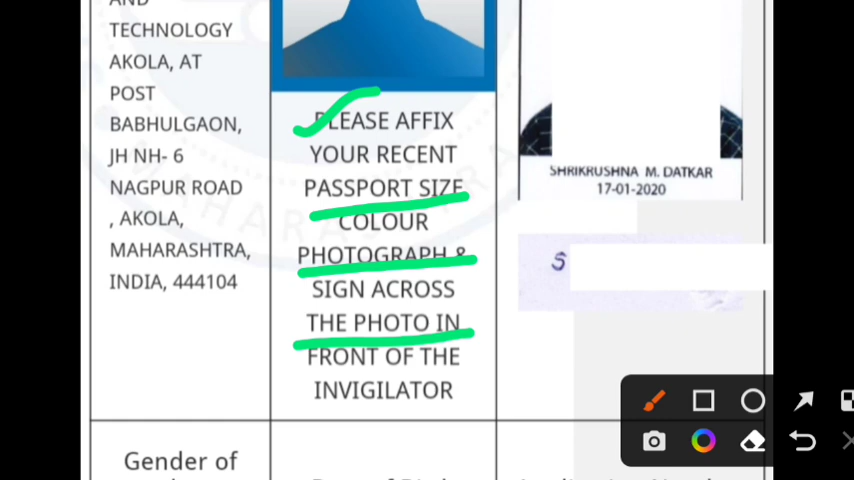 AND
TECHNOLOGY
AKOLA, AT
POST
BABHULGAON,
JH NH- 6
NAGPUR ROAD
, AKOLA,
MAHARASHTRA,
INDIA, 444104
PLEASE AFFIX
YOUR RECENT
PASSPORT SIZE
COLOUR
PHOTOGRAPH &
SIGN ACROSS
THE PHOTO IN
FRONT OF THE
INVIGILATOR
SHRIKRUSHNA M. DATKAR
17-01-2020
S
Gender of